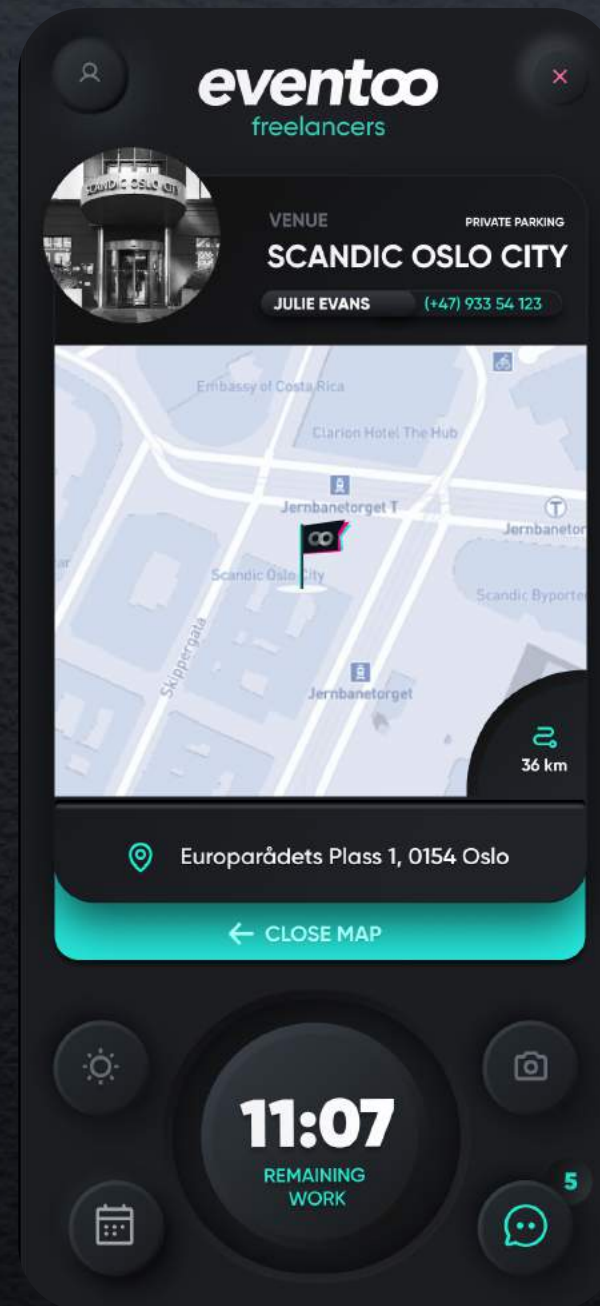 eventoo
freelancers
SCANDIC OSLO CITY
VENUE
PRIVATE PARKING
SCANDIC OSLO CITY
JULIE EVANS
(+47) 933 54 123
Embassy of Costa Rica
Clarion Hotel The Hub
Jernbanetorget T
Jernbanetor
ar
Scandic Oslo City
Scandic Byporte
Skippergata
Jernbanetorget
36 km
Europarådets Plass 1, 0154 Oslo
← CLOSE MAP
11:07
REMAINING
WORK
5